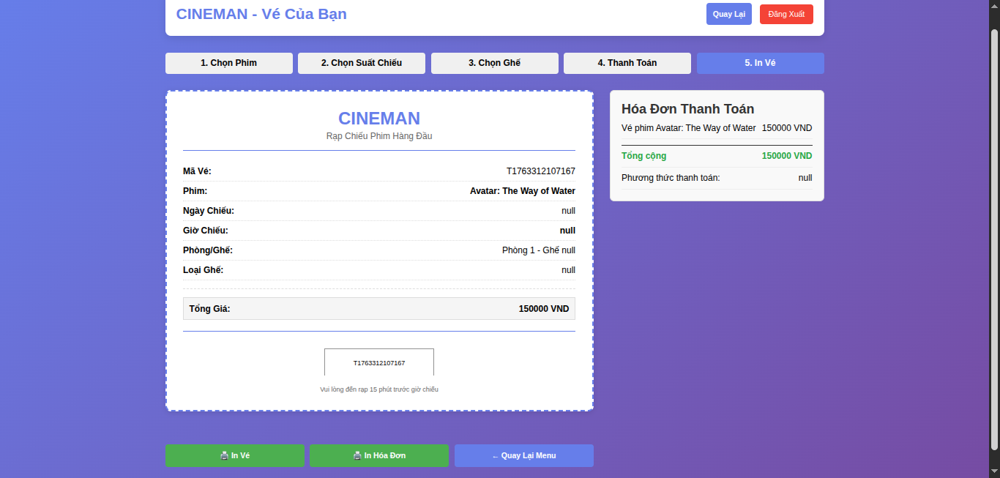 CINEMAN - Vé Của Bạn
Quay Lại
Đăng Xuất
1. Chọn Phim
2. Chọn Suất Chiếu
3. Chọn Ghế
4. Thanh Toán
5. In Vé
CINEMAN
Rạp Chiếu Phim Hàng Đầu
Mã Vé: T1763312107167
Phim: Avatar: The Way of Water
Ngày Chiếu: null
Giờ Chiếu: null
Phòng/Ghế: Phòng 1 - Ghế null
Loại Ghế: null
Tổng Giá: 150000 VND
T1763312107167
Vui lòng đến rạp 15 phút trước giờ chiếu
Hóa Đơn Thanh Toán
Vé phim Avatar: The Way of Water 150000 VND
Tổng cộng 150000 VND
Phương thức thanh toán: null
In Vé
In Hóa Đơn
← Quay Lại Menu